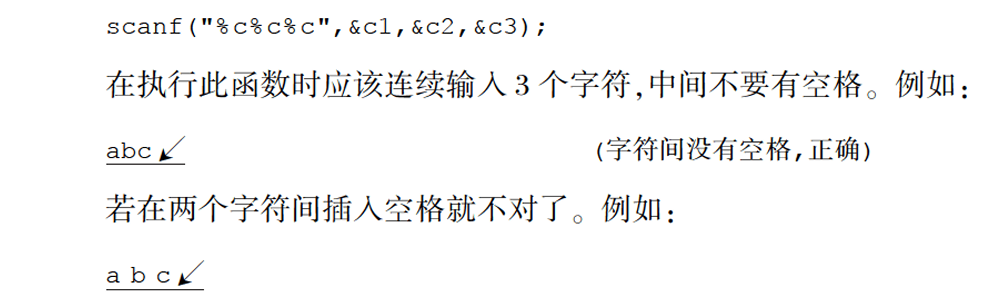 scanf("%c%c%c",&c1,&c2,&c3);
在执行此函数时应该连续输入3个字符,中间不要有空格。例如:
abc↙ (字符间没有空格,正确)
若在两个字符间插入空格就不对了。例如:
a b c↙